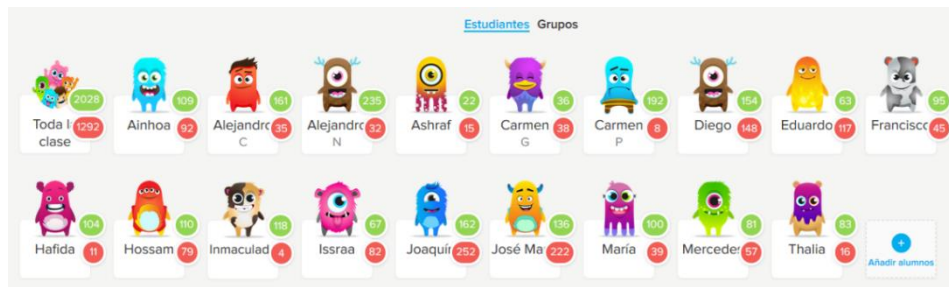 Estudiantes Grupos
2028 109 161 235 22 36 192 154 63 95
Toda l 1292 Ainhoa 92 Alejandro 35 Alejandro 32 Ashraf 15 Carmen 38 Carmen 8 Diego 148 Eduardo 117 Francisco 45
clase C N G P
104 110 118 67 162 136 100 81 83
Hafida 11 Hossam 79 Inmaculad 4 Issraa 82 Joaquín 252 José Ma 222 María 39 Mercedes 57 Thalia 16
Añadir alumnos